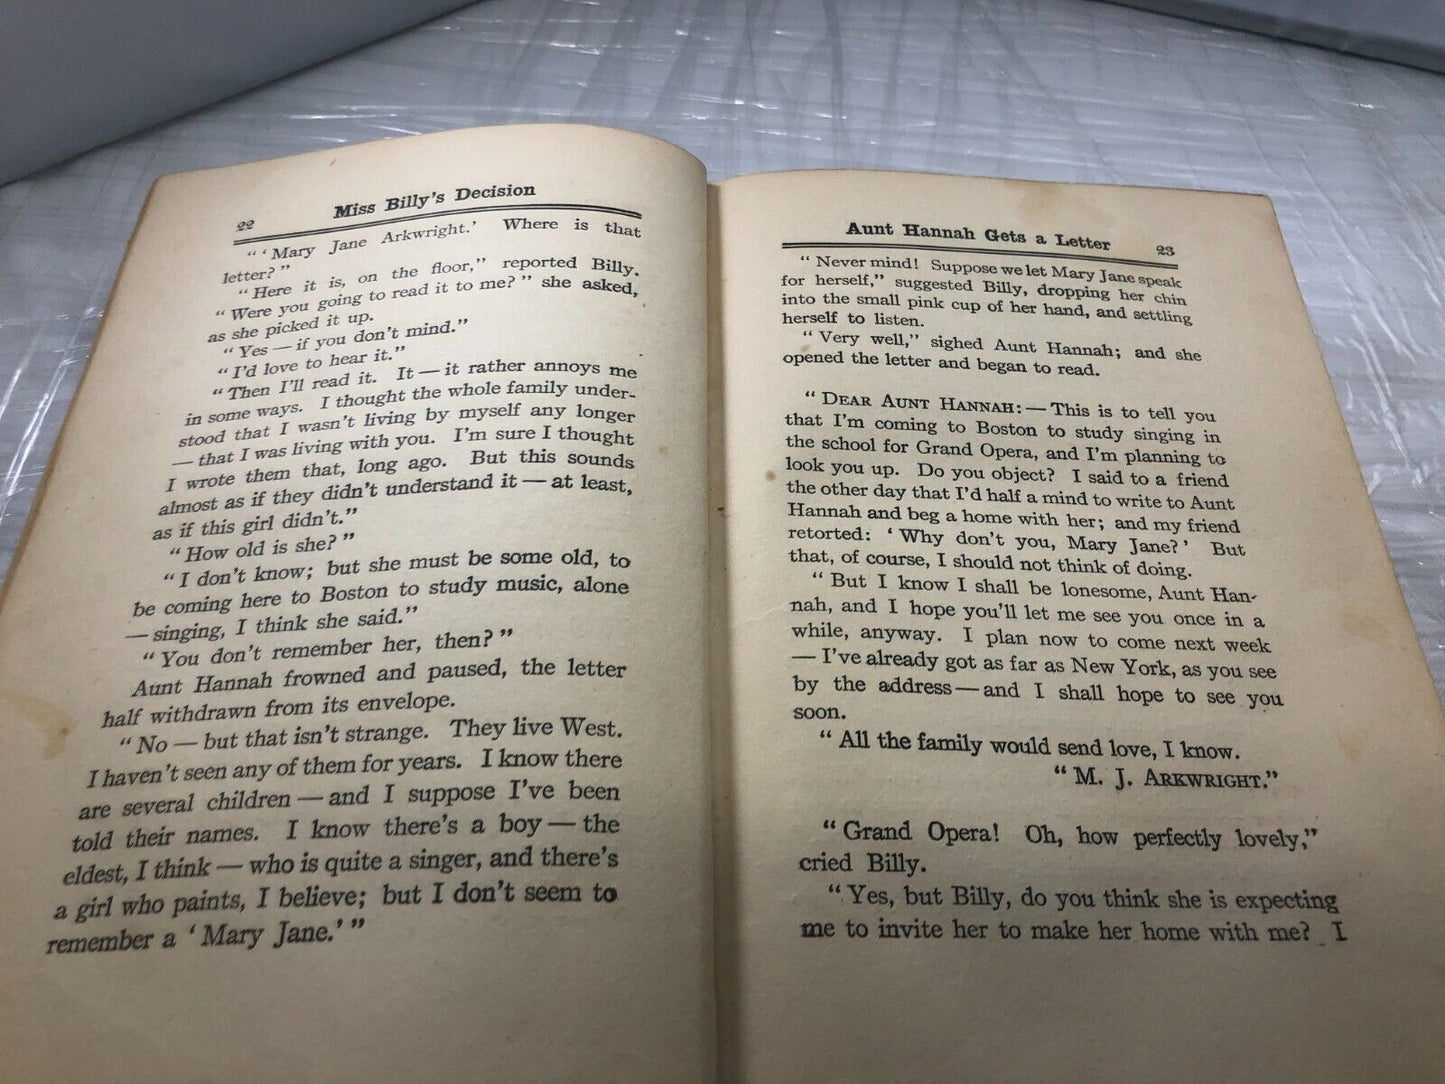 22
Miss Billy's Decision
“ ‘Mary Jane Arkwright.’ Where is that
letter?”
“Here it is, on the floor,” reported Billy.
“Were you going to read it to me?” she asked,
as she picked it up.
“Yes — if you don't mind.”
“I'd love to hear it.”
“Then I'll read it. It — it rather annoys me
in some ways. I thought the whole family under-
stood that I wasn't living by myself any longer
— that I was living with you. I'm sure I thought
I wrote them that, long ago. But this sounds
almost as if they didn't understand it — at least,
as if this girl didn't.”
“How old is she?”
“I don't know; but she must be some old, to
be coming here to Boston to study music, alone
— singing, I think she said.”
“You don't remember her, then?”
Aunt Hannah frowned and paused, the letter
half withdrawn from its envelope.
“No — but that isn't strange. They live West.
I haven't seen any of them for years. I know there
are several children — and I suppose I've been
told their names. I know there's a boy — the
eldest, I think — who is quite a singer, and there's
a girl who paints, I believe; but I don't seem to
remember a ‘Mary Jane.’ ”
Aunt Hannah Gets a Letter
23
“Never mind! Suppose we let Mary Jane speak
for herself,” suggested Billy, dropping her chin
into the small pink cup of her hand, and settling
herself to listen.
“Very well,” sighed Aunt Hannah; and she
opened the letter and began to read.
“DEAR AUNT HANNAH: — This is to tell you
that I'm coming to Boston to study singing in
the school for Grand Opera, and I'm planning to
look you up. Do you object? I said to a friend
the other day that I'd half a mind to write to Aunt
Hannah and beg a home with her; and my friend
retorted: ‘Why don't you, Mary Jane?’ But
that, of course, I should not think of doing.
“But I know I shall be lonesome, Aunt Han-
nah, and I hope you'll let me see you once in a
while, anyway. I plan now to come next week
— I've already got as far as New York, as you see
by the address — and I shall hope to see you
soon.
“All the family would send love, I know.
“M. J. ARKWRIGHT.”
“Grand Opera! Oh, how perfectly lovely,”
cried Billy.
“Yes, but Billy, do you think she is expecting
me to invite her to make her home with me? I